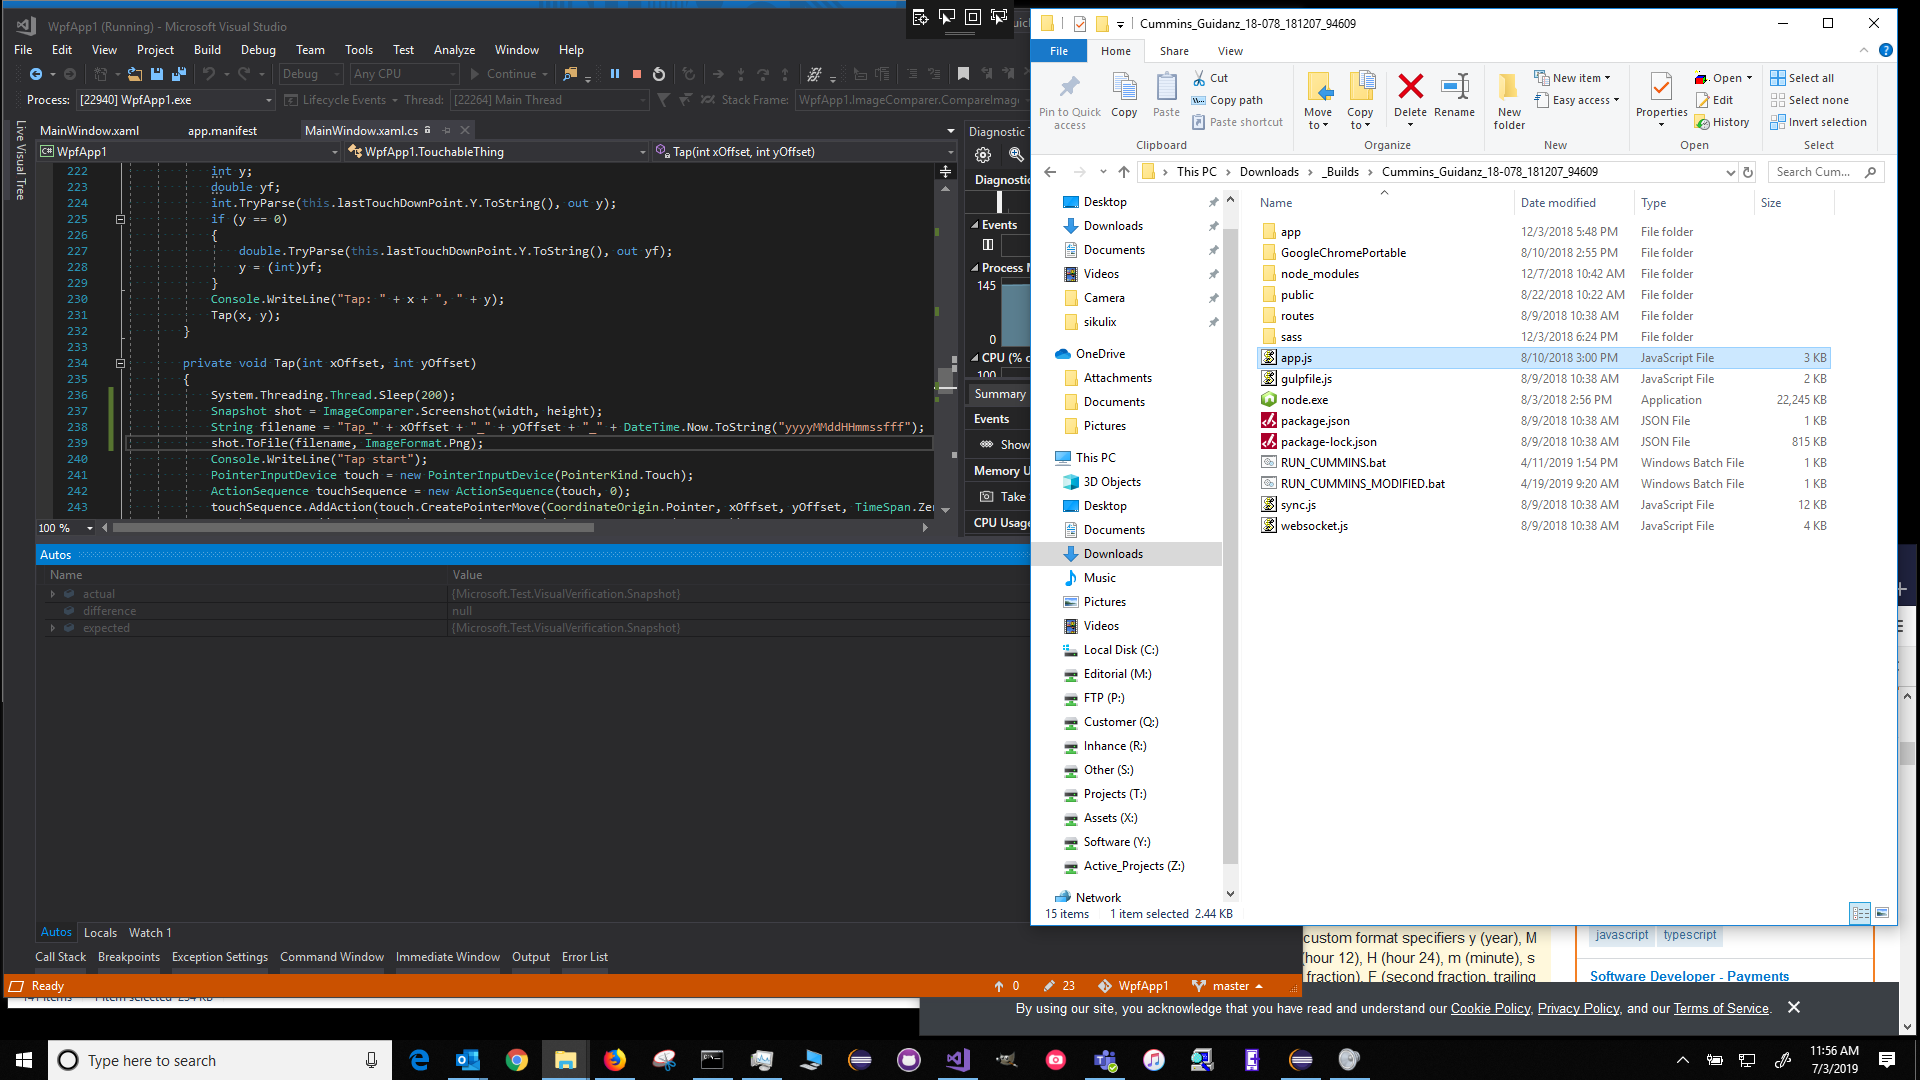 WpfApp1 (Running) - Microsoft Visual Studio
File Edit View Project Build Debug Team Tools Test Analyze Window Help
Debug Any CPU Continue
Process: [22940] WpfApp1.exe Lifecycle Events Thread: [22264] Main Thread Stack Frame: WpfApp1.ImageComparer.CompareImage
Live Visual Tree
MainWindow.xaml app.manifest MainWindow.xaml.cs
WpfApp1 WpfApp1.TouchableThing Tap(int xOffset, int yOffset)
222 int y;
223 double yf;
224 int.TryParse(this.lastTouchDownPoint.Y.ToString(), out y);
225 if (y == 0)
226 {
227 double.TryParse(this.lastTouchDownPoint.Y.ToString(), out yf);
228 y = (int)yf;
229 }
230 Console.WriteLine("Tap: " + x + ", " + y);
231 Tap(x, y);
232 }
233
234 private void Tap(int xOffset, int yOffset)
235 {
236 System.Threading.Thread.Sleep(200);
237 Snapshot shot = ImageComparer.Screenshot(width, height);
238 String filename = "Tap_" + xOffset + "_" + yOffset + "_" + DateTime.Now.ToString("yyyyMMddHHmmssfff");
239 shot.ToFile(filename, ImageFormat.Png);
240 Console.WriteLine("Tap start");
241 PointerInputDevice touch = new PointerInputDevice(PointerKind.Touch);
242 ActionSequence touchSequence = new ActionSequence(touch, 0);
243 touchSequence.AddAction(touch.CreatePointerMove(CoordinateOrigin.Pointer, xOffset, yOffset, TimeSpan.Zer
100 %
Diagnostic
Diagnostic
Events
Process M
145
0
CPU (% o
100
Summary
Events
Show
Memory U
Take
CPU Usage
Autos
Name Value
actual {Microsoft.Test.VisualVerification.Snapshot}
difference null
expected {Microsoft.Test.VisualVerification.Snapshot}
Autos Locals Watch 1
Call Stack Breakpoints Exception Settings Command Window Immediate Window Output Error List
Ready 0 23 WpfApp1 master
Cummins_Guidanz_18-078_181207_94609
File Home Share View
Pin to Quick access Copy Paste Cut Copy path Paste shortcut
Move to Copy to Delete Rename New folder New item Easy access
Properties Open Edit History Select all Select none Invert selection
Clipboard Organize New Open Select
This PC Downloads _Builds Cummins_Guidanz_18-078_181207_94609 Search Cum...
Desktop
Downloads
Documents
Videos
Camera
sikulix
OneDrive
Attachments
Documents
Pictures
This PC
3D Objects
Desktop
Documents
Downloads
Music
Pictures
Videos
Local Disk (C:)
Editorial (M:)
FTP (P:)
Customer (Q:)
Inhance (R:)
Other (S:)
Projects (T:)
Assets (X:)
Software (Y:)
Active_Projects (Z:)
Network
Name Date modified Type Size
app 12/3/2018 5:48 PM File folder
GoogleChromePortable 8/10/2018 2:55 PM File folder
node_modules 12/7/2018 10:42 AM File folder
public 8/22/2018 10:22 AM File folder
routes 8/9/2018 10:38 AM File folder
sass 12/3/2018 6:24 PM File folder
app.js 8/10/2018 3:00 PM JavaScript File 3 KB
gulpfile.js 8/9/2018 10:38 AM JavaScript File 2 KB
node.exe 8/3/2018 2:56 PM Application 22,245 KB
package.json 8/9/2018 10:38 AM JSON File 1 KB
package-lock.json 8/9/2018 10:38 AM JSON File 815 KB
RUN_CUMMINS.bat 4/11/2019 1:54 PM Windows Batch File 1 KB
RUN_CUMMINS_MODIFIED.bat 4/19/2019 9:20 AM Windows Batch File 1 KB
sync.js 8/9/2018 10:38 AM JavaScript File 12 KB
websocket.js 8/9/2018 10:38 AM JavaScript File 4 KB
15 items 1 item selected 2.44 KB
custom format specifiers y (year), M
(hour 12), H (hour 24), m (minute), s
fraction), F (second fraction, trailing
javascript typescript
Software Developer - Payments
By using our site, you acknowledge that you have read and understand our Cookie Policy, Privacy Policy, and our Terms of Service.
Type here to search
11:56 AM
7/3/2019